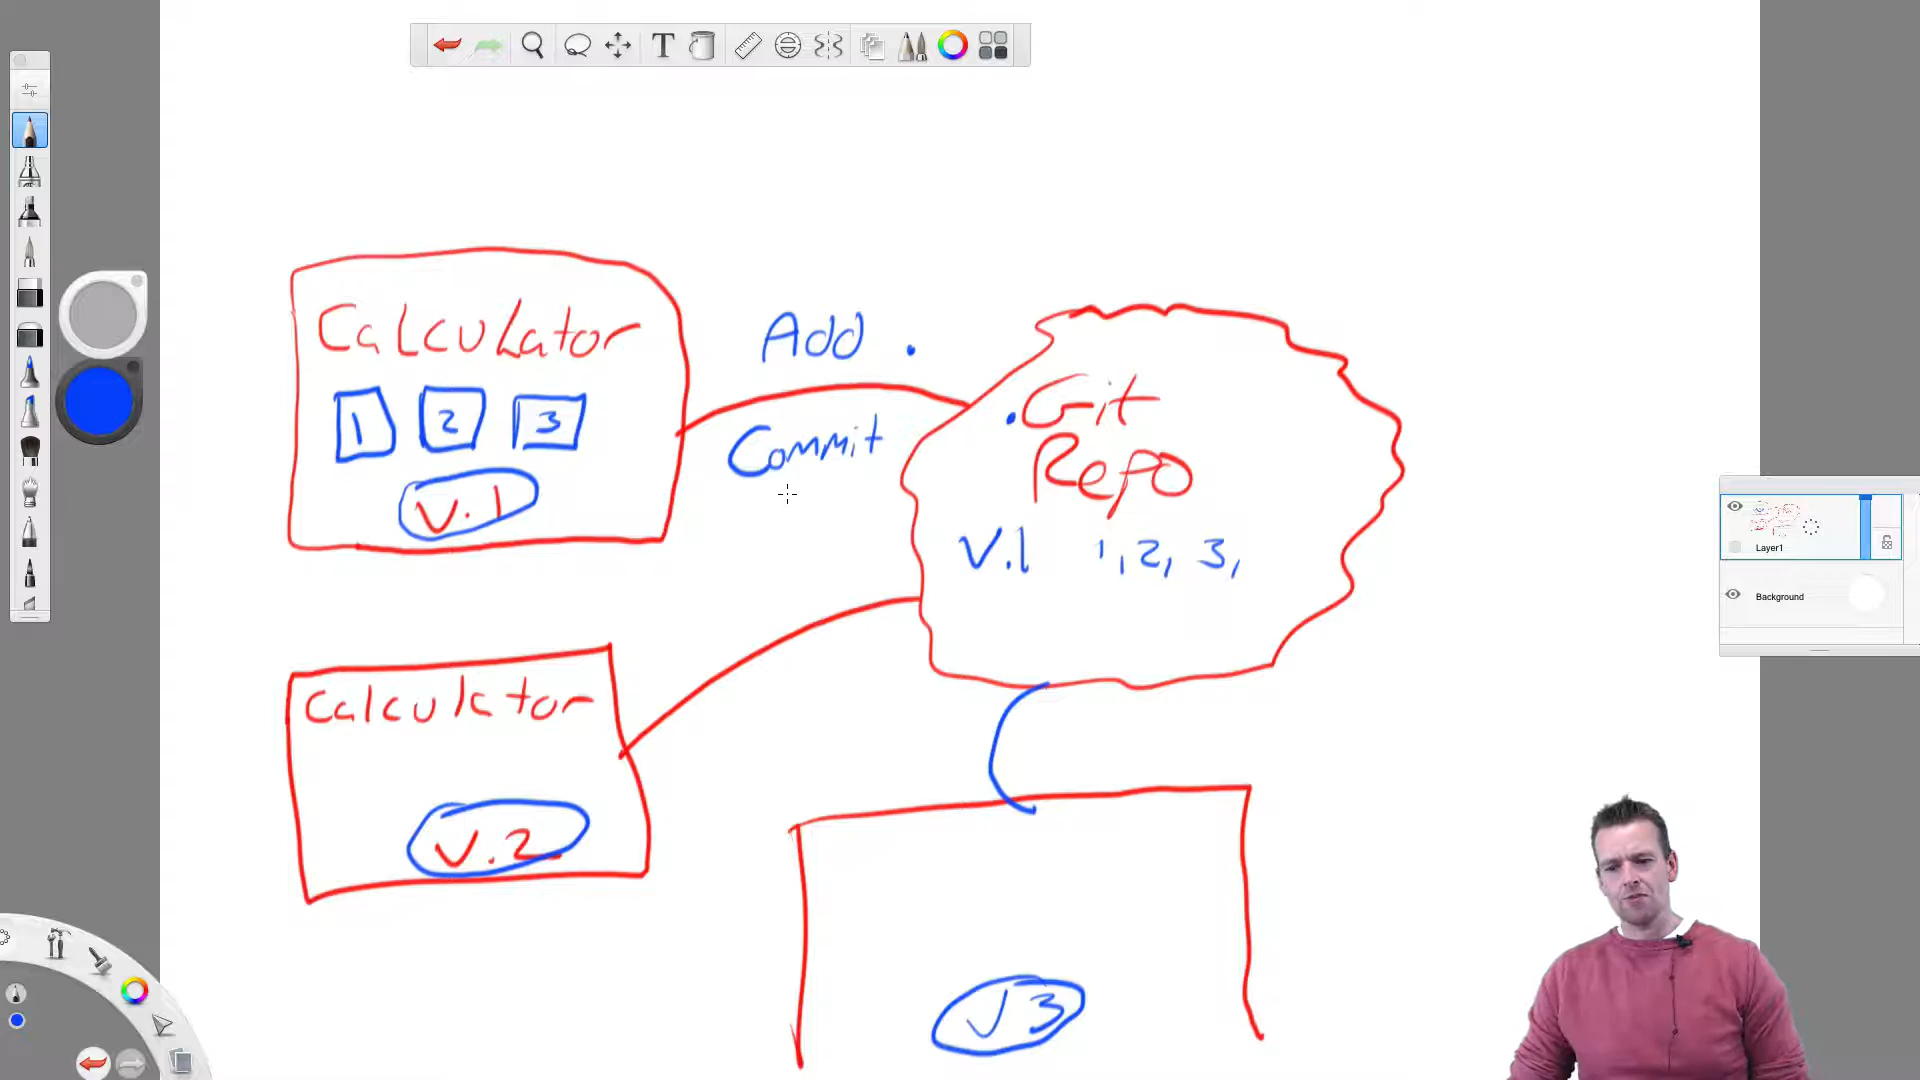 T
Calculator
1 2 3
V.1
Add .
Commit
.Git
Repo
V.1 1, 2, 3,
Calculator
V.2
V3
Layer1
Background